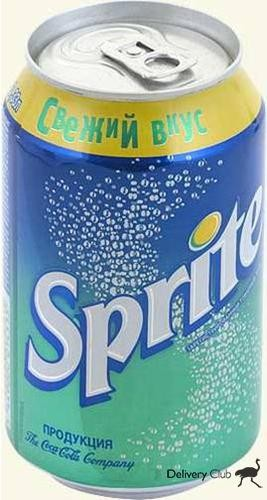 Свежий вкус
Sprite
ПРОДУКЦИЯ
The Coca-Cola Company
Delivery Club